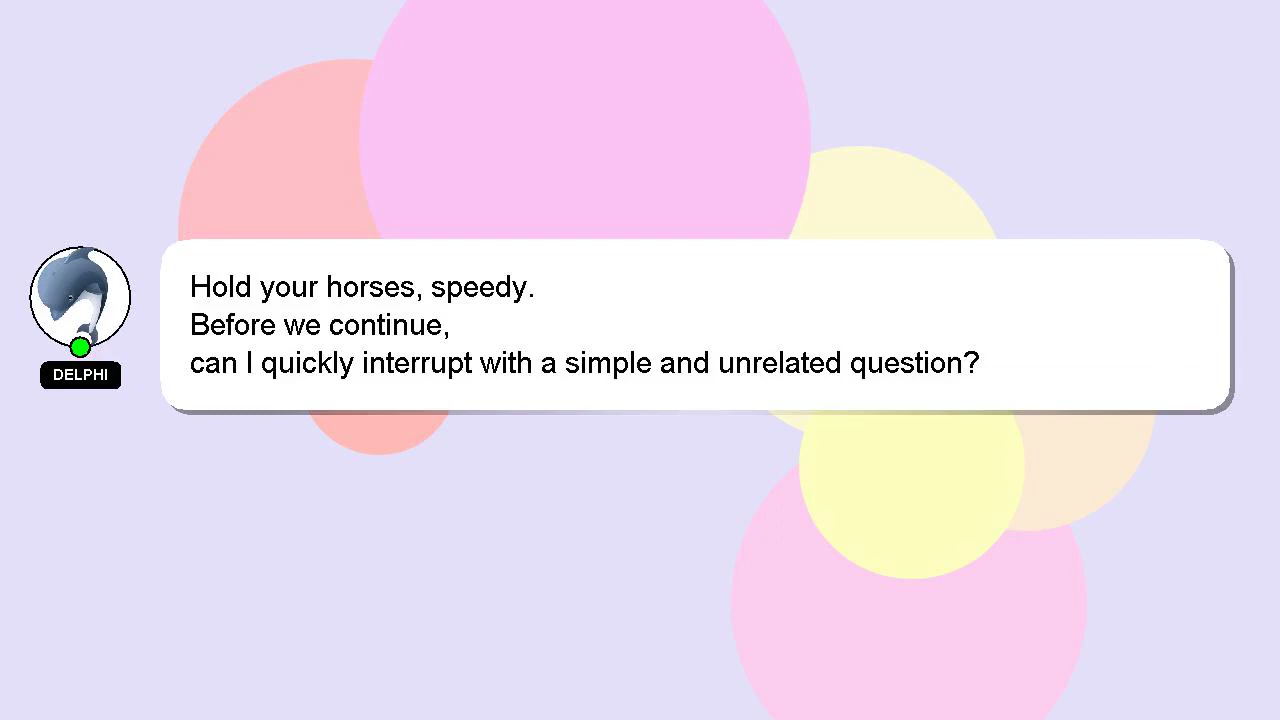 Hold your horses, speedy.
Before we continue,
can I quickly interrupt with a simple and unrelated question?
DELPHI